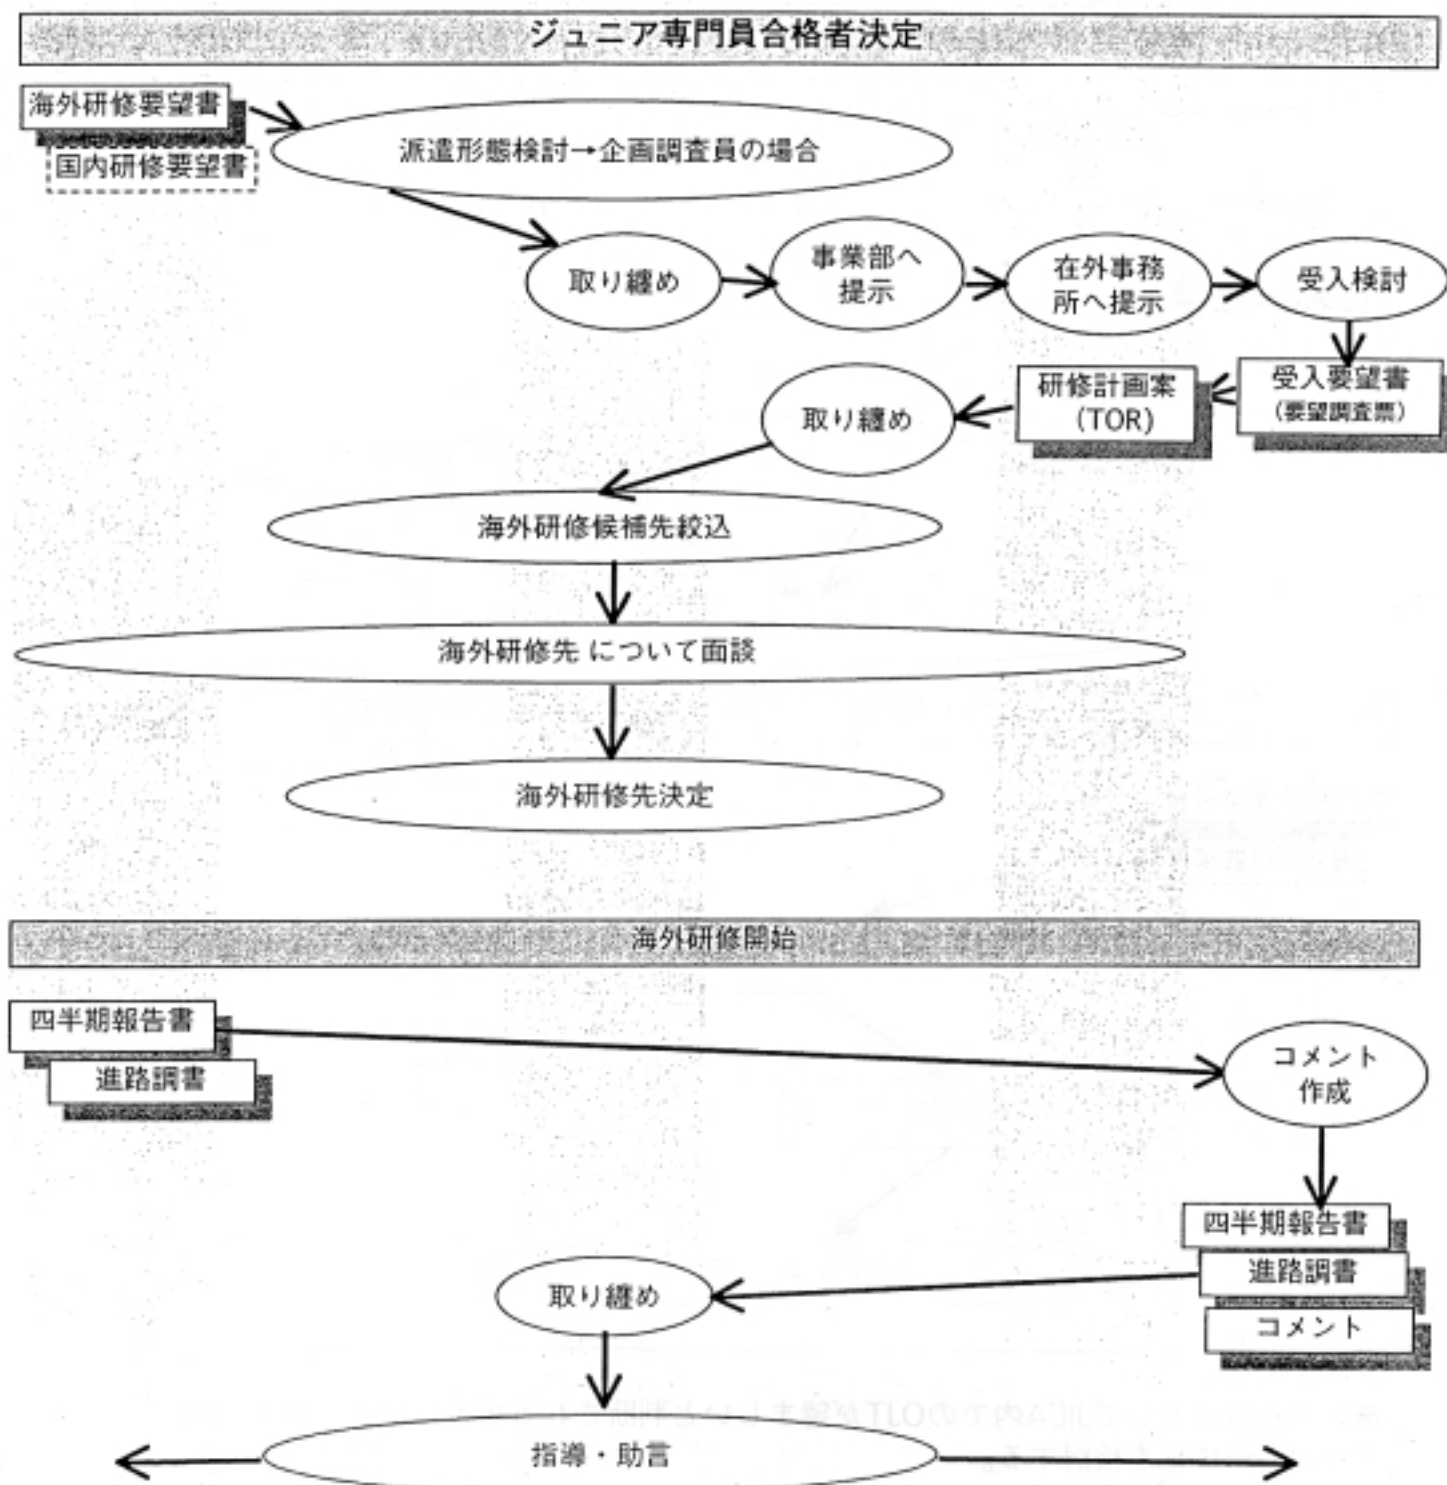 ジュニア専門員合格者決定
海外研修要望書
国内研修要望書
派遣形態検討→企画調査員の場合
取り纏め
事業部へ
提示
在外事務
所へ提示
受入検討
受入要望書
(要望調査票)
研修計画案
(TOR)
取り纏め
海外研修候補先絞込
海外研修先 について面談
海外研修先決定
海外研修開始
四半期報告書
進路調書
コメント
作成
四半期報告書
進路調書
コメント
取り纏め
指導・助言